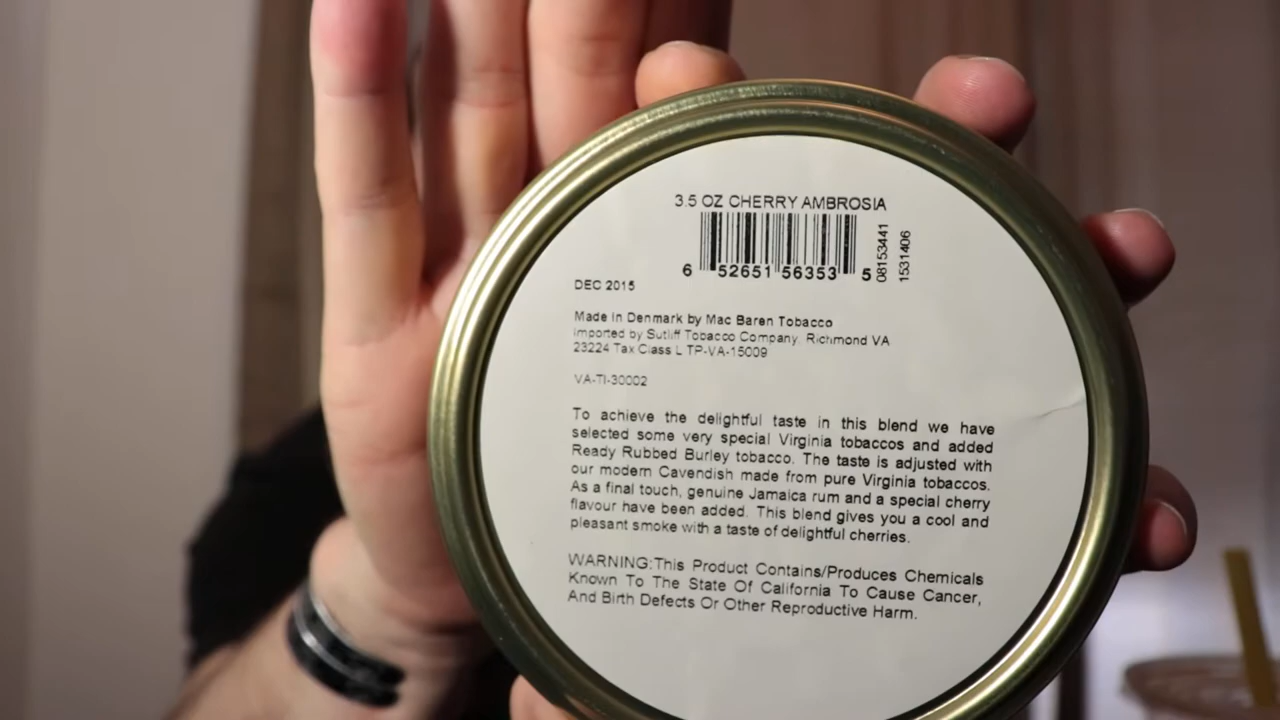 3.5 OZ CHERRY AMBROSIA
6 52651 56353 5
08153441
1531406
DEC 2015
Made in Denmark by Mac Baren Tobacco
Imported by Sutliff Tobacco Company, Richmond VA
23224 Tax Class L TP-VA-15009
VA-TI-30002
To achieve the delightful taste in this blend we have
selected some very special Virginia tobaccos and added
Ready Rubbed Burley tobacco. The taste is adjusted with
our modern Cavendish made from pure Virginia tobaccos.
As a final touch, genuine Jamaica rum and a special cherry
flavour have been added. This blend gives you a cool and
pleasant smoke with a taste of delightful cherries.
WARNING:This Product Contains/Produces Chemicals
Known To The State Of California To Cause Cancer,
And Birth Defects Or Other Reproductive Harm.